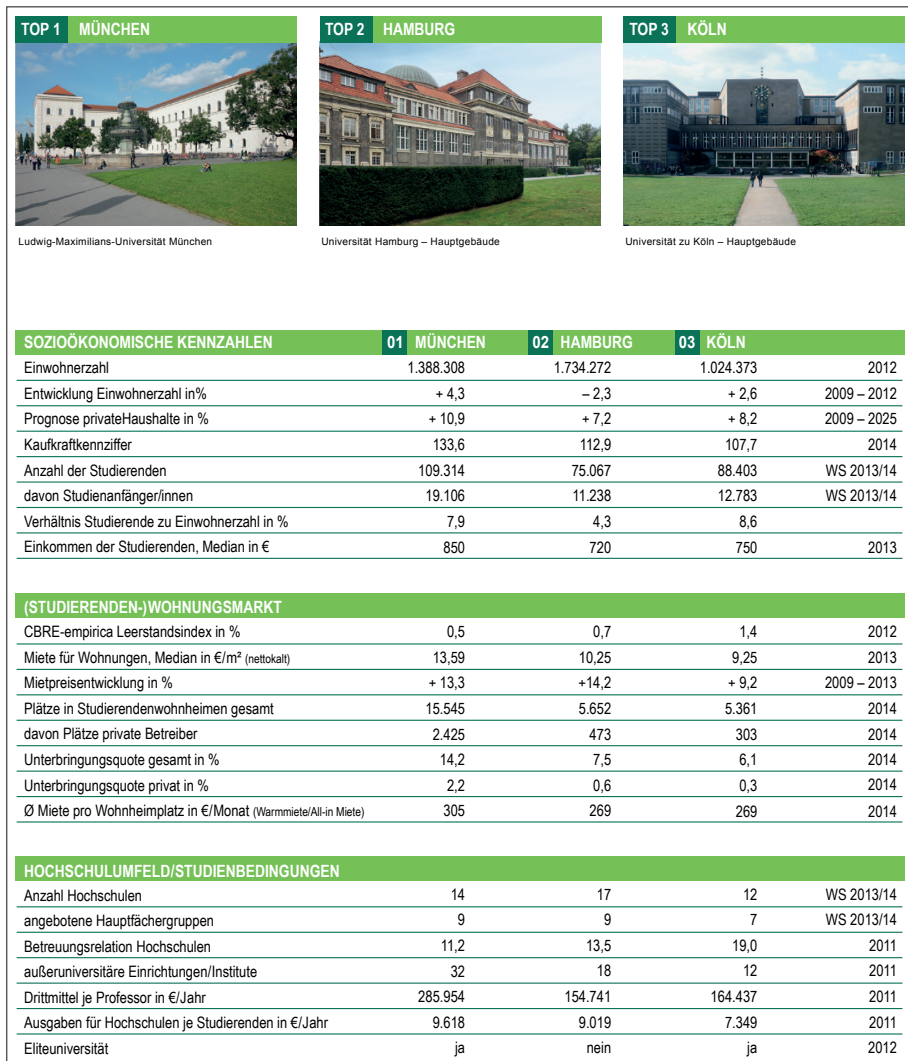 TOP 1 MÜNCHEN
TOP 2 HAMBURG
TOP 3 KÖLN
Ludwig-Maximilians-Universität München
Universität Hamburg – Hauptgebäude
Universität zu Köln – Hauptgebäude
SOZIOÖKONOMISCHE KENNZAHLEN 01 MÜNCHEN 02 HAMBURG 03 KÖLN
Einwohnerzahl 1.388.308 1.734.272 1.024.373 2012
Entwicklung Einwohnerzahl in% + 4,3 – 2,3 + 2,6 2009 – 2012
Prognose privateHaushalte in % + 10,9 + 7,2 + 8,2 2009 – 2025
Kaufkraftkennziffer 133,6 112,9 107,7 2014
Anzahl der Studierenden 109.314 75.067 88.403 WS 2013/14
davon Studienanfänger/innen 19.106 11.238 12.783 WS 2013/14
Verhältnis Studierende zu Einwohnerzahl in % 7,9 4,3 8,6
Einkommen der Studierenden, Median in € 850 720 750 2013
(STUDIERENDEN-)WOHNUNGSMARKT
CBRE-empirica Leerstandsindex in % 0,5 0,7 1,4 2012
Miete für Wohnungen, Median in €/m² (nettokalt) 13,59 10,25 9,25 2013
Mietpreisentwicklung in % + 13,3 +14,2 + 9,2 2009 – 2013
Plätze in Studierendenwohnheimen gesamt 15.545 5.652 5.361 2014
davon Plätze private Betreiber 2.425 473 303 2014
Unterbringungsquote gesamt in % 14,2 7,5 6,1 2014
Unterbringungsquote privat in % 2,2 0,6 0,3 2014
Ø Miete pro Wohnheimplatz in €/Monat (Warmmiete/All-in Miete) 305 269 269 2014
HOCHSCHULUMFELD/STUDIENBEDINGUNGEN
Anzahl Hochschulen 14 17 12 WS 2013/14
angebotene Hauptfächergruppen 9 9 7 WS 2013/14
Betreuungsrelation Hochschulen 11,2 13,5 19,0 2011
außeruniversitäre Einrichtungen/Institute 32 18 12 2011
Drittmittel je Professor in €/Jahr 285.954 154.741 164.437 2011
Ausgaben für Hochschulen je Studierenden in €/Jahr 9.618 9.019 7.349 2011
Eliteuniversität ja nein ja 2012